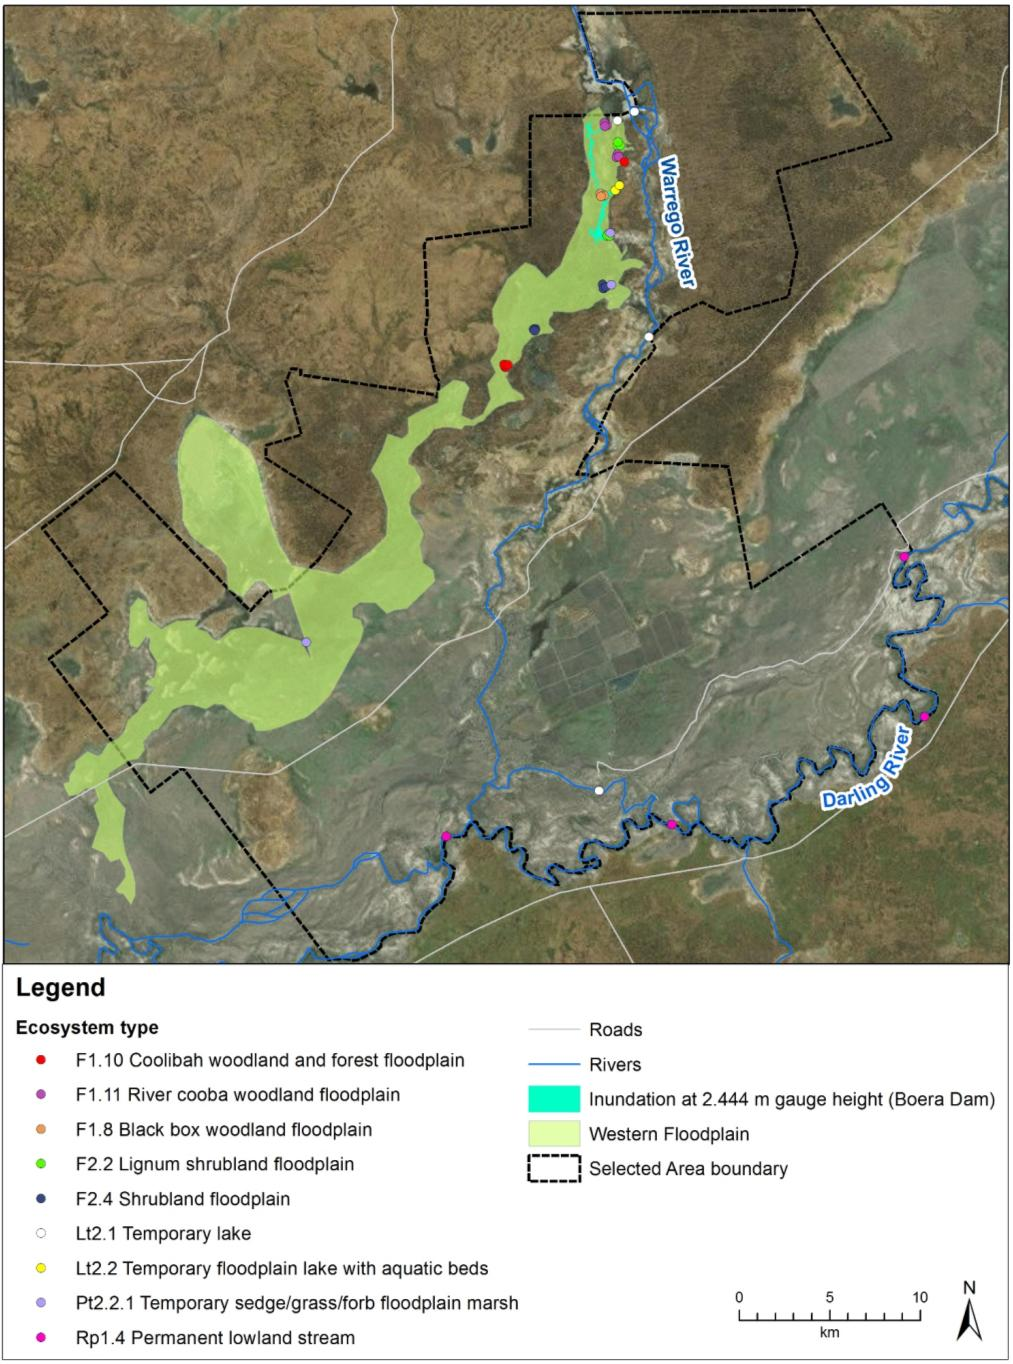 Warrego River
Darling River
Legend
Ecosystem type
F1.10 Coolibah woodland and forest floodplain
F1.11 River cooba woodland floodplain
F1.8 Black box woodland floodplain
F2.2 Lignum shrubland floodplain
F2.4 Shrubland floodplain
Lt2.1 Temporary lake
Lt2.2 Temporary floodplain lake with aquatic beds
Pt2.2.1 Temporary sedge/grass/forb floodplain marsh
Rp1.4 Permanent lowland stream
Roads
Rivers
Inundation at 2.444 m gauge height (Boera Dam)
Western Floodplain
Selected Area boundary
0 5 10
km
N